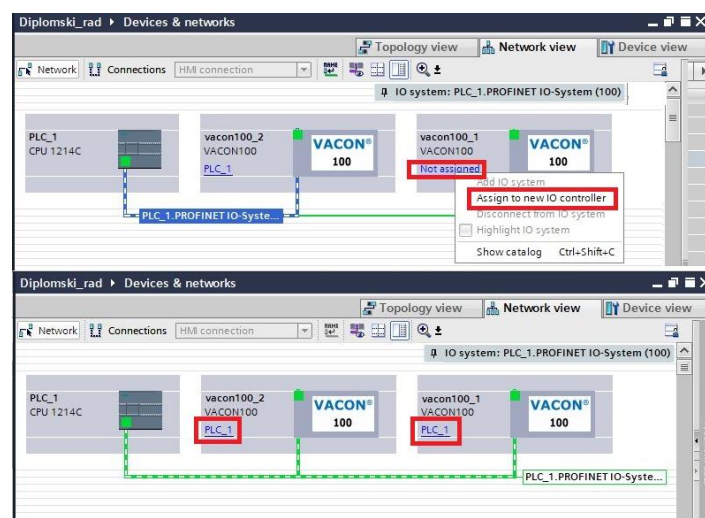 Diplomski_rad ▸ Devices & networks
Topology view Network view Device view
Network Connections HMI connection
IO system: PLC_1.PROFINET IO-System (100)
PLC_1
CPU 1214C
vacon100_2
VACON100
PLC_1
VACON®
100
vacon100_1
VACON100
Not assigned
VACON®
100
PLC_1.PROFINET IO-Syste...
Add IO system
Assign to new IO controller
Disconnect from IO system
Highlight IO system
Show catalog Ctrl+Shift+C
Diplomski_rad ▸ Devices & networks
Topology view Network view Device view
Network Connections HMI connection
IO system: PLC_1.PROFINET IO-System (100)
PLC_1
CPU 1214C
vacon100_2
VACON100
PLC_1
VACON®
100
vacon100_1
VACON100
PLC_1
VACON®
100
PLC_1.PROFINET IO-Syste...